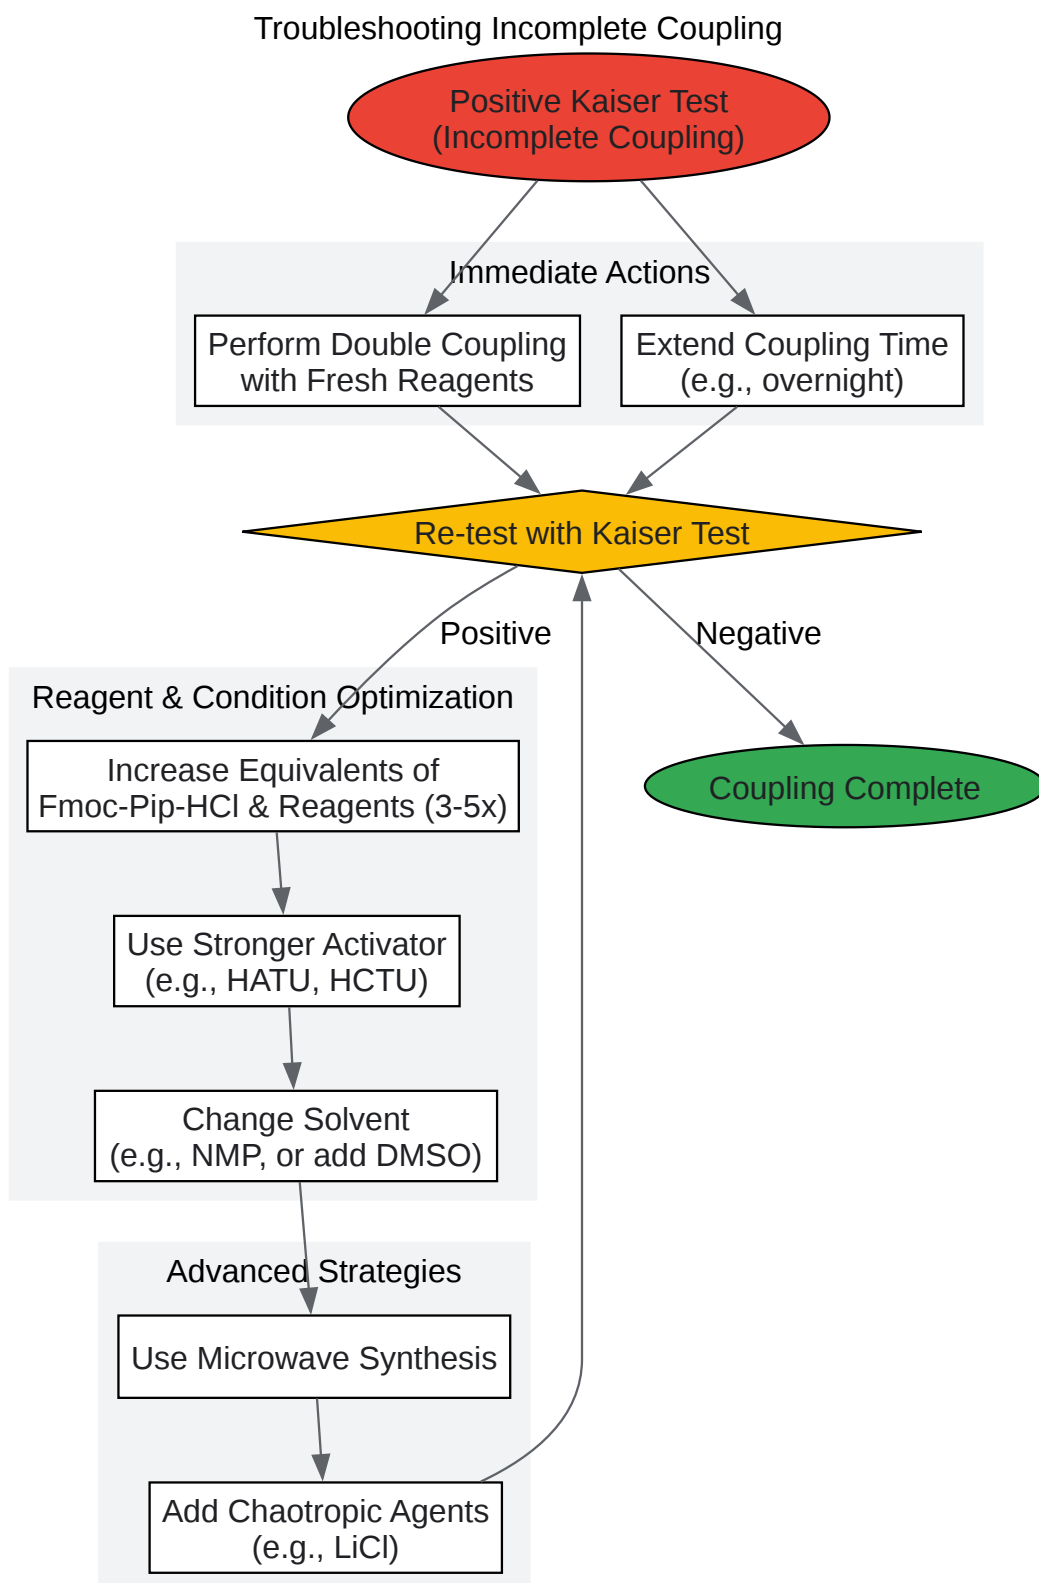 Troubleshooting Incomplete Coupling
Positive Kaiser Test
(Incomplete Coupling)
Immediate Actions
Perform Double Coupling
with Fresh Reagents
Extend Coupling Time
(e.g., overnight)
Re-test with Kaiser Test
Positive
Negative
Reagent & Condition Optimization
Increase Equivalents of
Fmoc-Pip-HCl & Reagents (3-5x)
Coupling Complete
Use Stronger Activator
(e.g., HATU, HCTU)
Change Solvent
(e.g., NMP, or add DMSO)
Advanced Strategies
Use Microwave Synthesis
Add Chaotropic Agents
(e.g., LiCl)